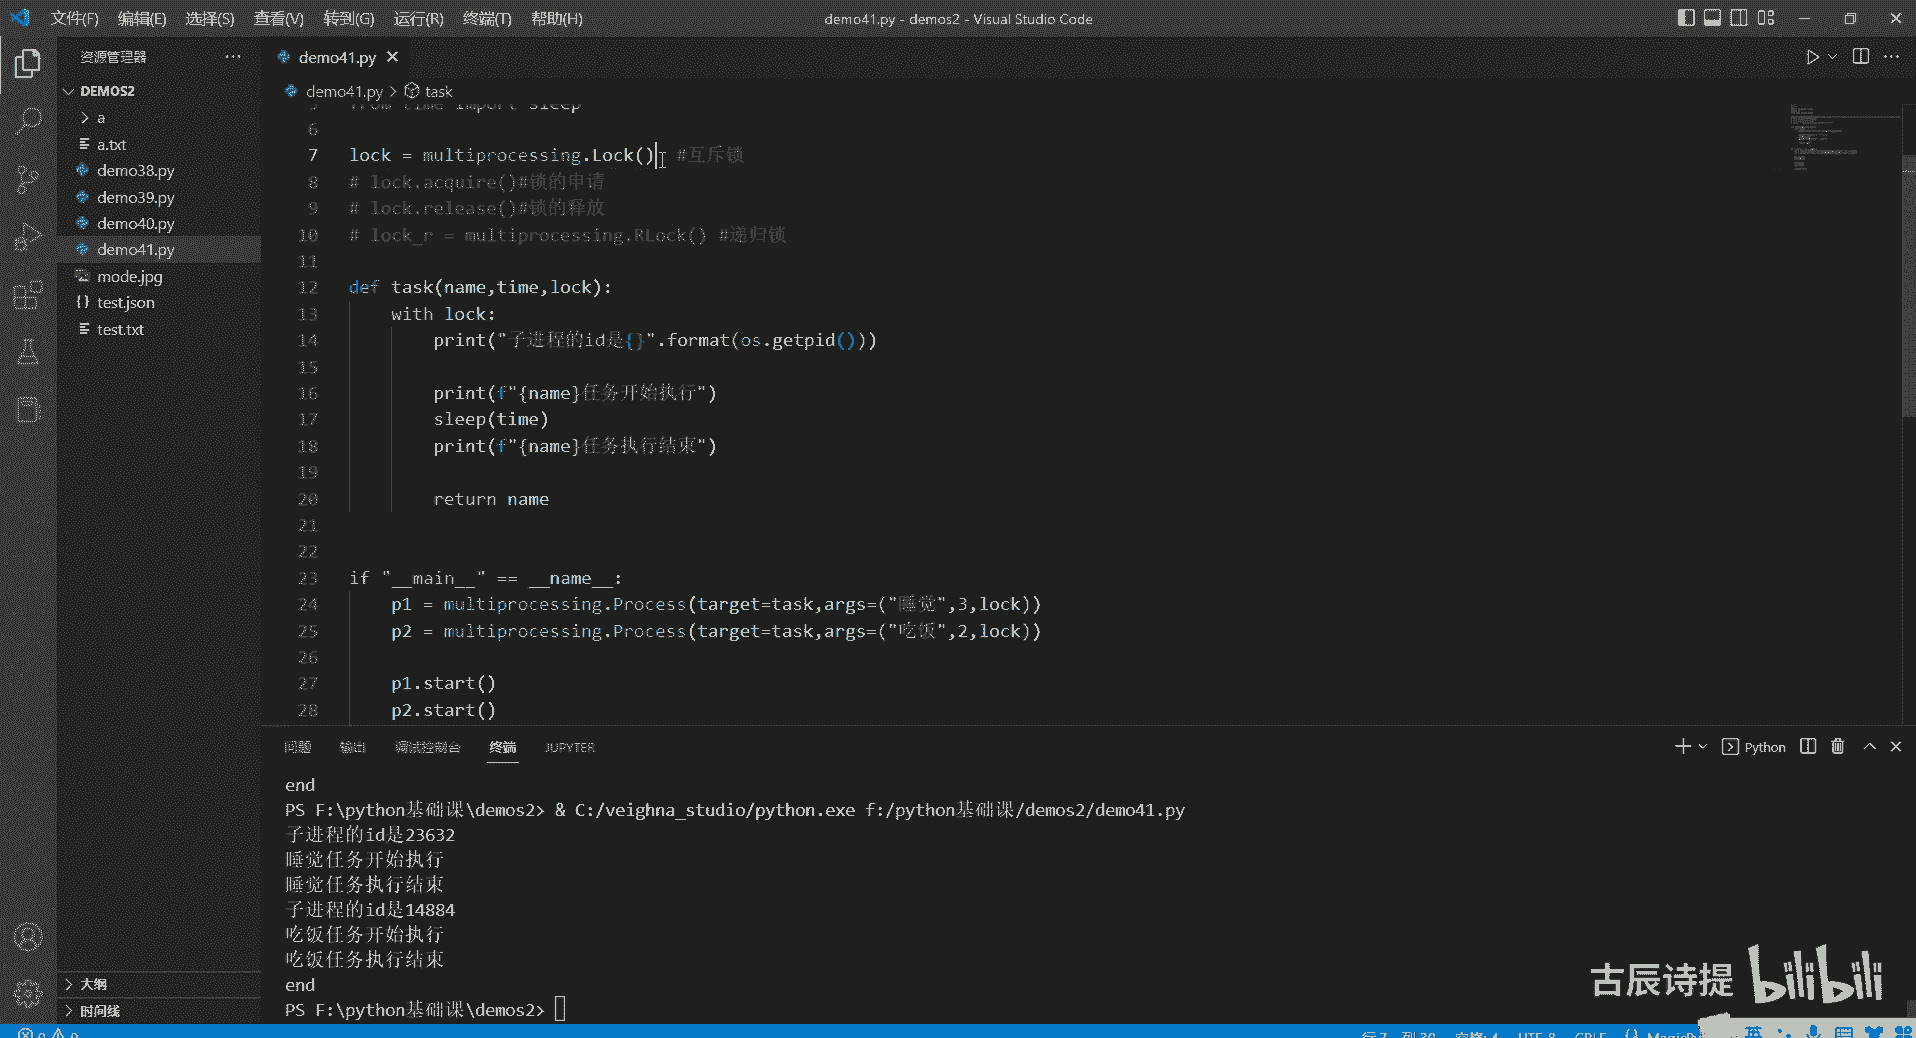 文件(F) 编辑(E) 选择(S) 查看(V) 转到(G) 运行(R) 终端(T) 帮助(H) demo41.py - demos2 - Visual Studio Code
资源管理器
DEMOS2
a
a.txt
demo38.py
demo39.py
demo40.py
demo41.py
mode.jpg
test.json
test.txt
大纲
时间线
demo41.py
demo41.py > task
5 from time import sleep
6
7 lock = multiprocessing.Lock() #互斥锁
8 # lock.acquire()#锁的申请
9 # lock.release()#锁的释放
10 # lock_r = multiprocessing.RLock() #递归锁
11
12 def task(name,time,lock):
13 with lock:
14 print("子进程的id是{}".format(os.getpid()))
15
16 print(f"{name}任务开始执行")
17 sleep(time)
18 print(f"{name}任务执行结束")
19
20 return name
21
22
23 if "__main__" == __name__:
24 p1 = multiprocessing.Process(target=task,args=("睡觉",3,lock))
25 p2 = multiprocessing.Process(target=task,args=("吃饭",2,lock))
26
27 p1.start()
28 p2.start()
问题 输出 调试控制台 终端 JUPYTER Python
end
PS F:\python基础课\demos2> & C:/veighna_studio/python.exe f:/python基础课/demos2/demo41.py
子进程的id是23632
睡觉任务开始执行
睡觉任务执行结束
子进程的id是14884
吃饭任务开始执行
吃饭任务执行结束
end
PS F:\python基础课\demos2>
古辰诗提 bilibili